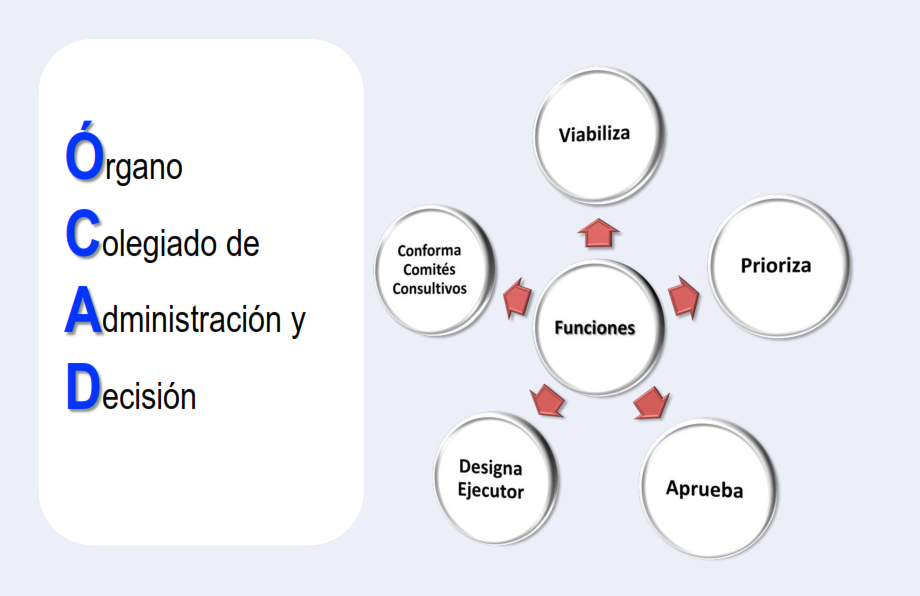 Órgano
Colegiado de
Administración y
Decisión
Viabiliza
Prioriza
Aprueba
Designa
Ejecutor
Conforma
Comités
Consultivos
Funciones